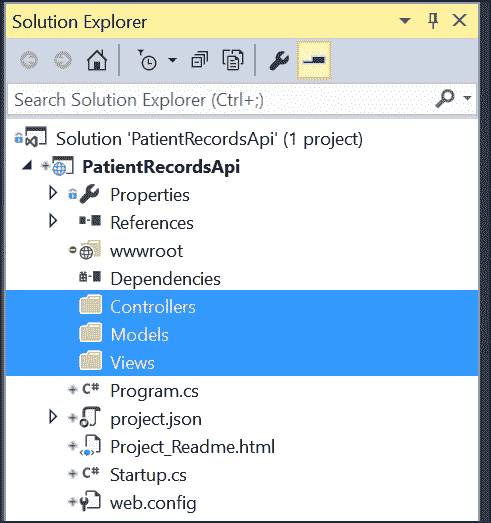 Solution Explorer
Search Solution Explorer (Ctrl+;)
Solution 'PatientRecordsApi' (1 project)
PatientRecordsApi
Properties
References
wwwroot
Dependencies
Controllers
Models
Views
C# Program.cs
project.json
Project_Readme.html
C# Startup.cs
web.config